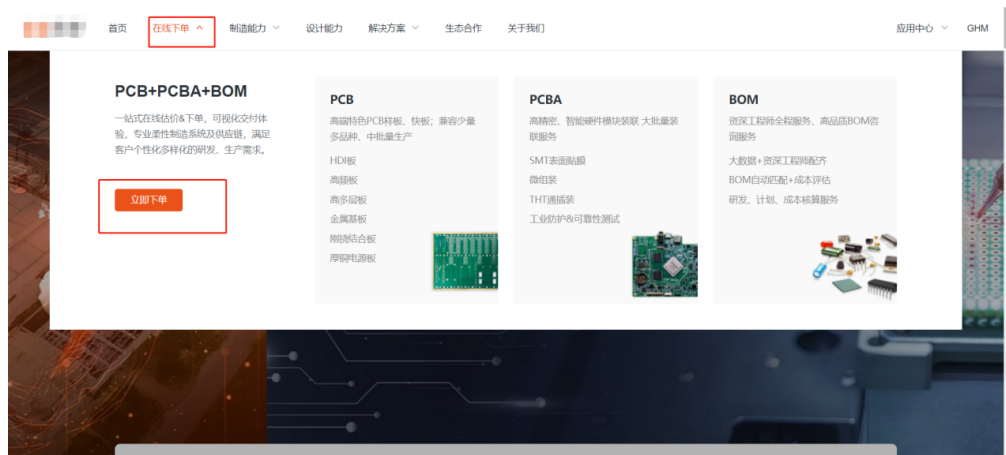 首页
在线下单
制造能力
设计能力
解决方案
生态合作
关于我们
应用中心
GHM
PCB+PCBA+BOM
一站式在线估价&下单，可视化交付体
验，专业柔性制造系统及供应链，满足
客户个性化多样化的研发、生产需求。
立即下单
PCB
高端特色PCB样板、快板；兼容少量
多品种、中批量生产
HDI板
高频板
高多层板
金属基板
刚挠结合板
厚铜电源板
PCBA
高精密、智能硬件模块装联 大批量装
联服务
SMT表面贴膜
微组装
THT通插装
工业防护&可靠性测试
BOM
资深工程师全程服务、高品质BOM咨
询服务
大数据+资深工程师配齐
BOM自动匹配+成本评估
研发、计划、成本核算服务